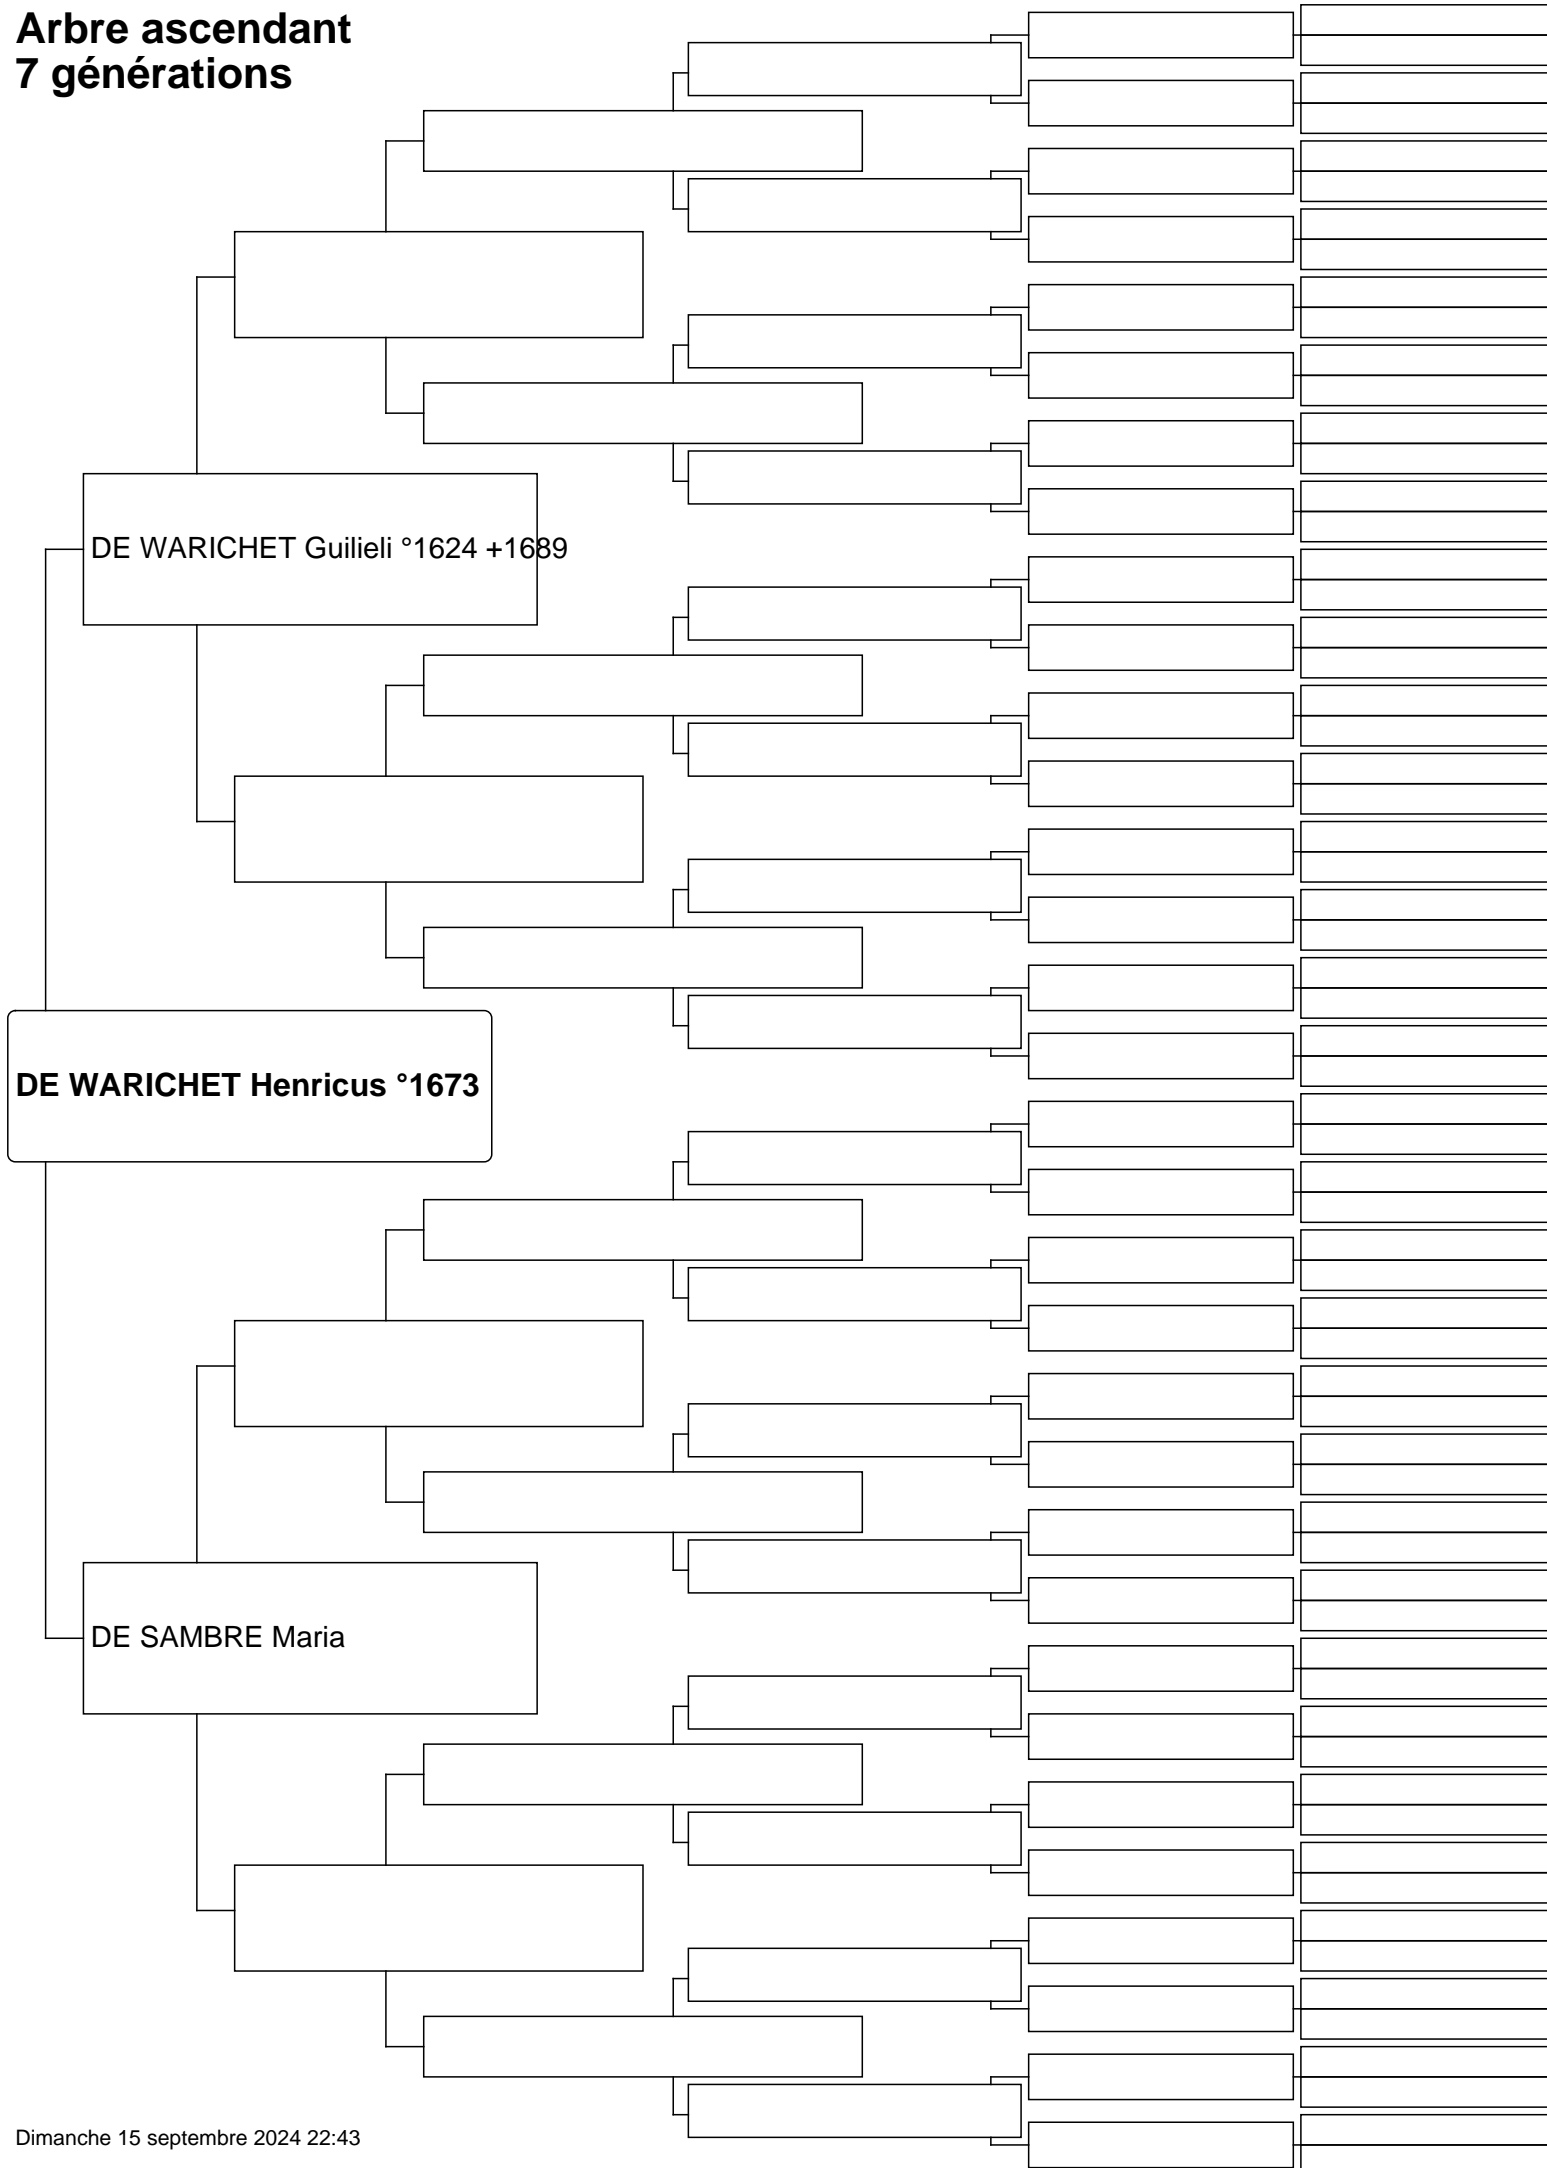 Arbre ascendant
7 générations
DE WARICHET Guilieli °1624 +1689
DE WARICHET Henricus °1673
DE SAMBRE Maria
Dimanche 15 septembre 2024 22:43